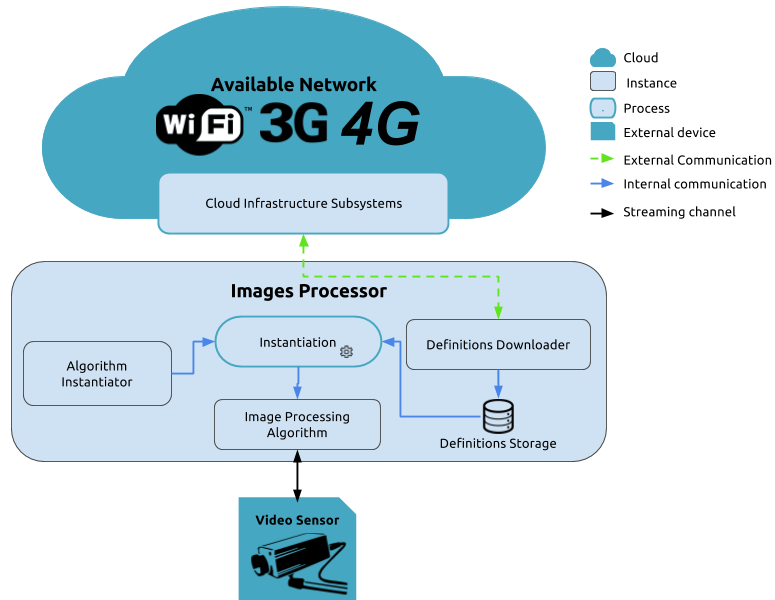 Available Network
Wi Fi ™ 3G 4G
Cloud Infrastructure Subsystems
Images Processor
Algorithm
Instantiator
Instantiation
Definitions Downloader
Image Processing
Algorithm
Definitions Storage
Video Sensor
Cloud
Instance
Process
External device
External Communication
Internal communication
Streaming channel